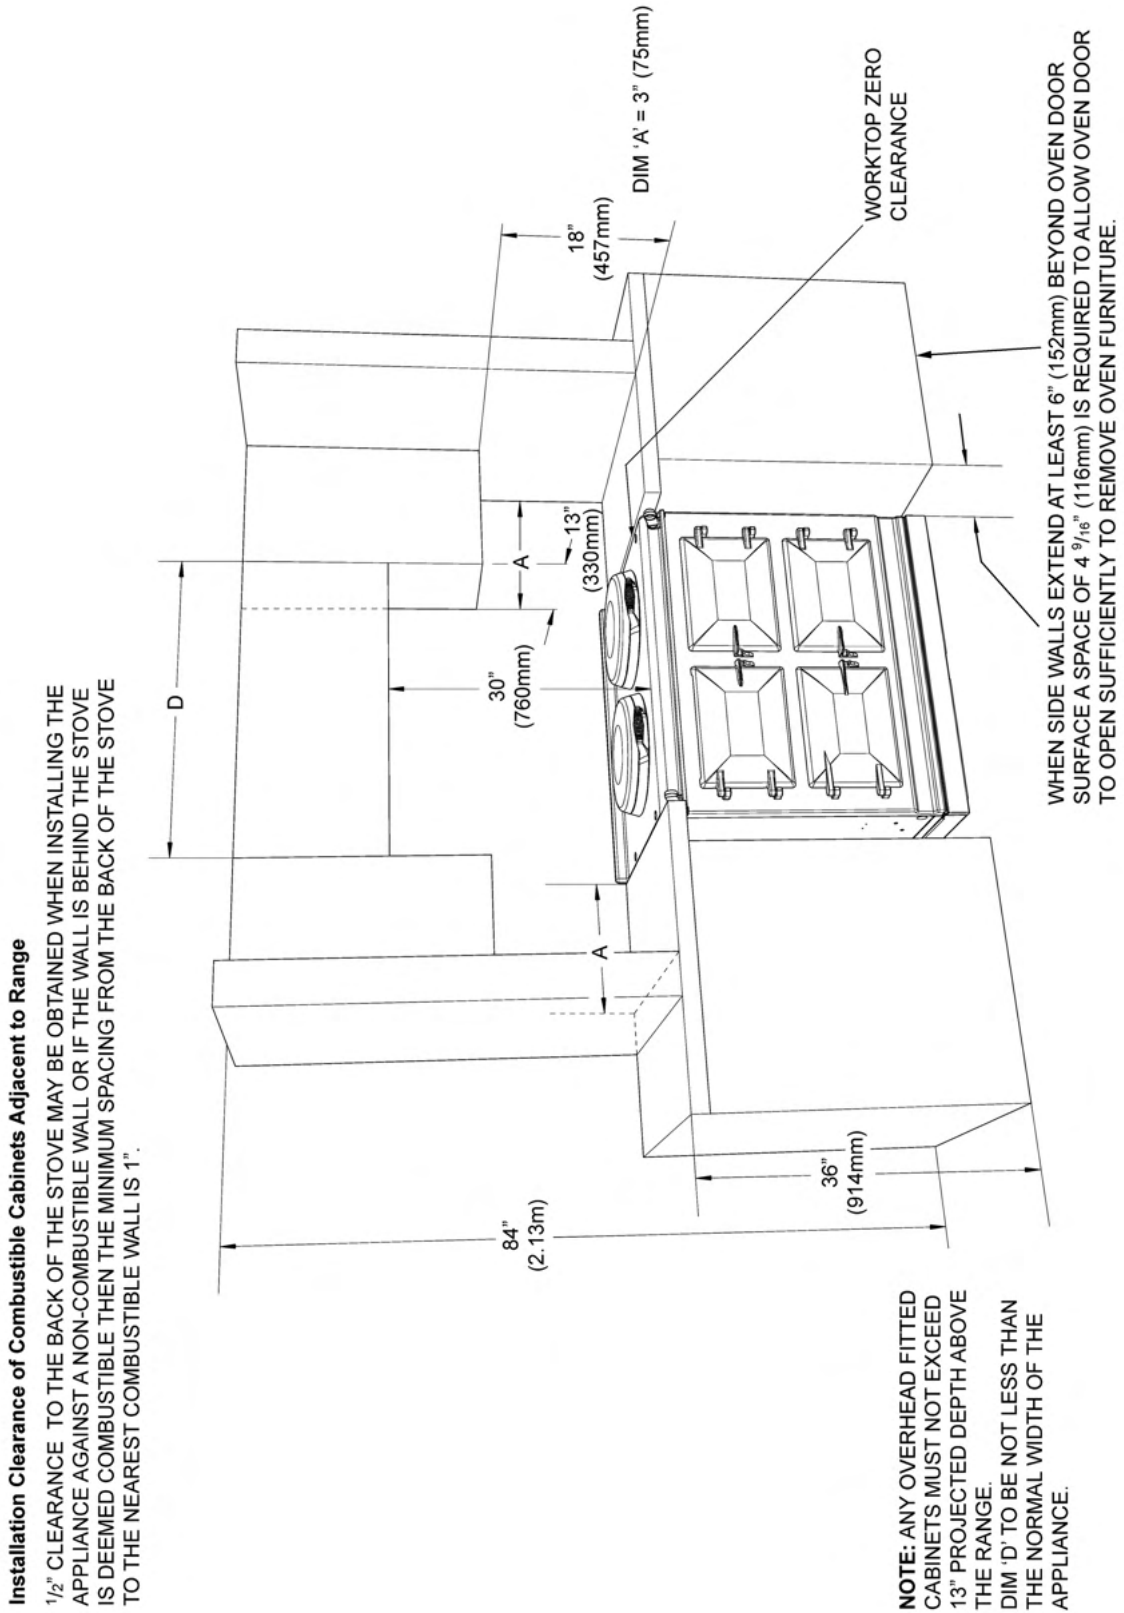 Installation Clearance of Combustible Cabinets Adjacent to Range
1/2” CLEARANCE TO THE BACK OF THE STOVE MAY BE OBTAINED WHEN INSTALLING THE
APPLIANCE AGAINST A NON-COMBUSTIBLE WALL OR IF THE WALL IS BEHIND THE STOVE
IS DEEMED COMBUSTIBLE THEN THE MINIMUM SPACING FROM THE BACK OF THE STOVE
TO THE NEAREST COMBUSTIBLE WALL IS 1”.
D
84”
(2.13m)
36”
(914mm)
A
30”
(760mm)
A
13”
(330mm)
18”
(457mm)
DIM ‘A’ = 3” (75mm)
WORKTOP ZERO
CLEARANCE
NOTE: ANY OVERHEAD FITTED
CABINETS MUST NOT EXCEED
13” PROJECTED DEPTH ABOVE
THE RANGE.
DIM ‘D’ TO BE NOT LESS THAN
THE NORMAL WIDTH OF THE
APPLIANCE.
WHEN SIDE WALLS EXTEND AT LEAST 6” (152mm) BEYOND OVEN DOOR
SURFACE A SPACE OF 4 9/16” (116mm) IS REQUIRED TO ALLOW OVEN DOOR
TO OPEN SUFFICIENTLY TO REMOVE OVEN FURNITURE.